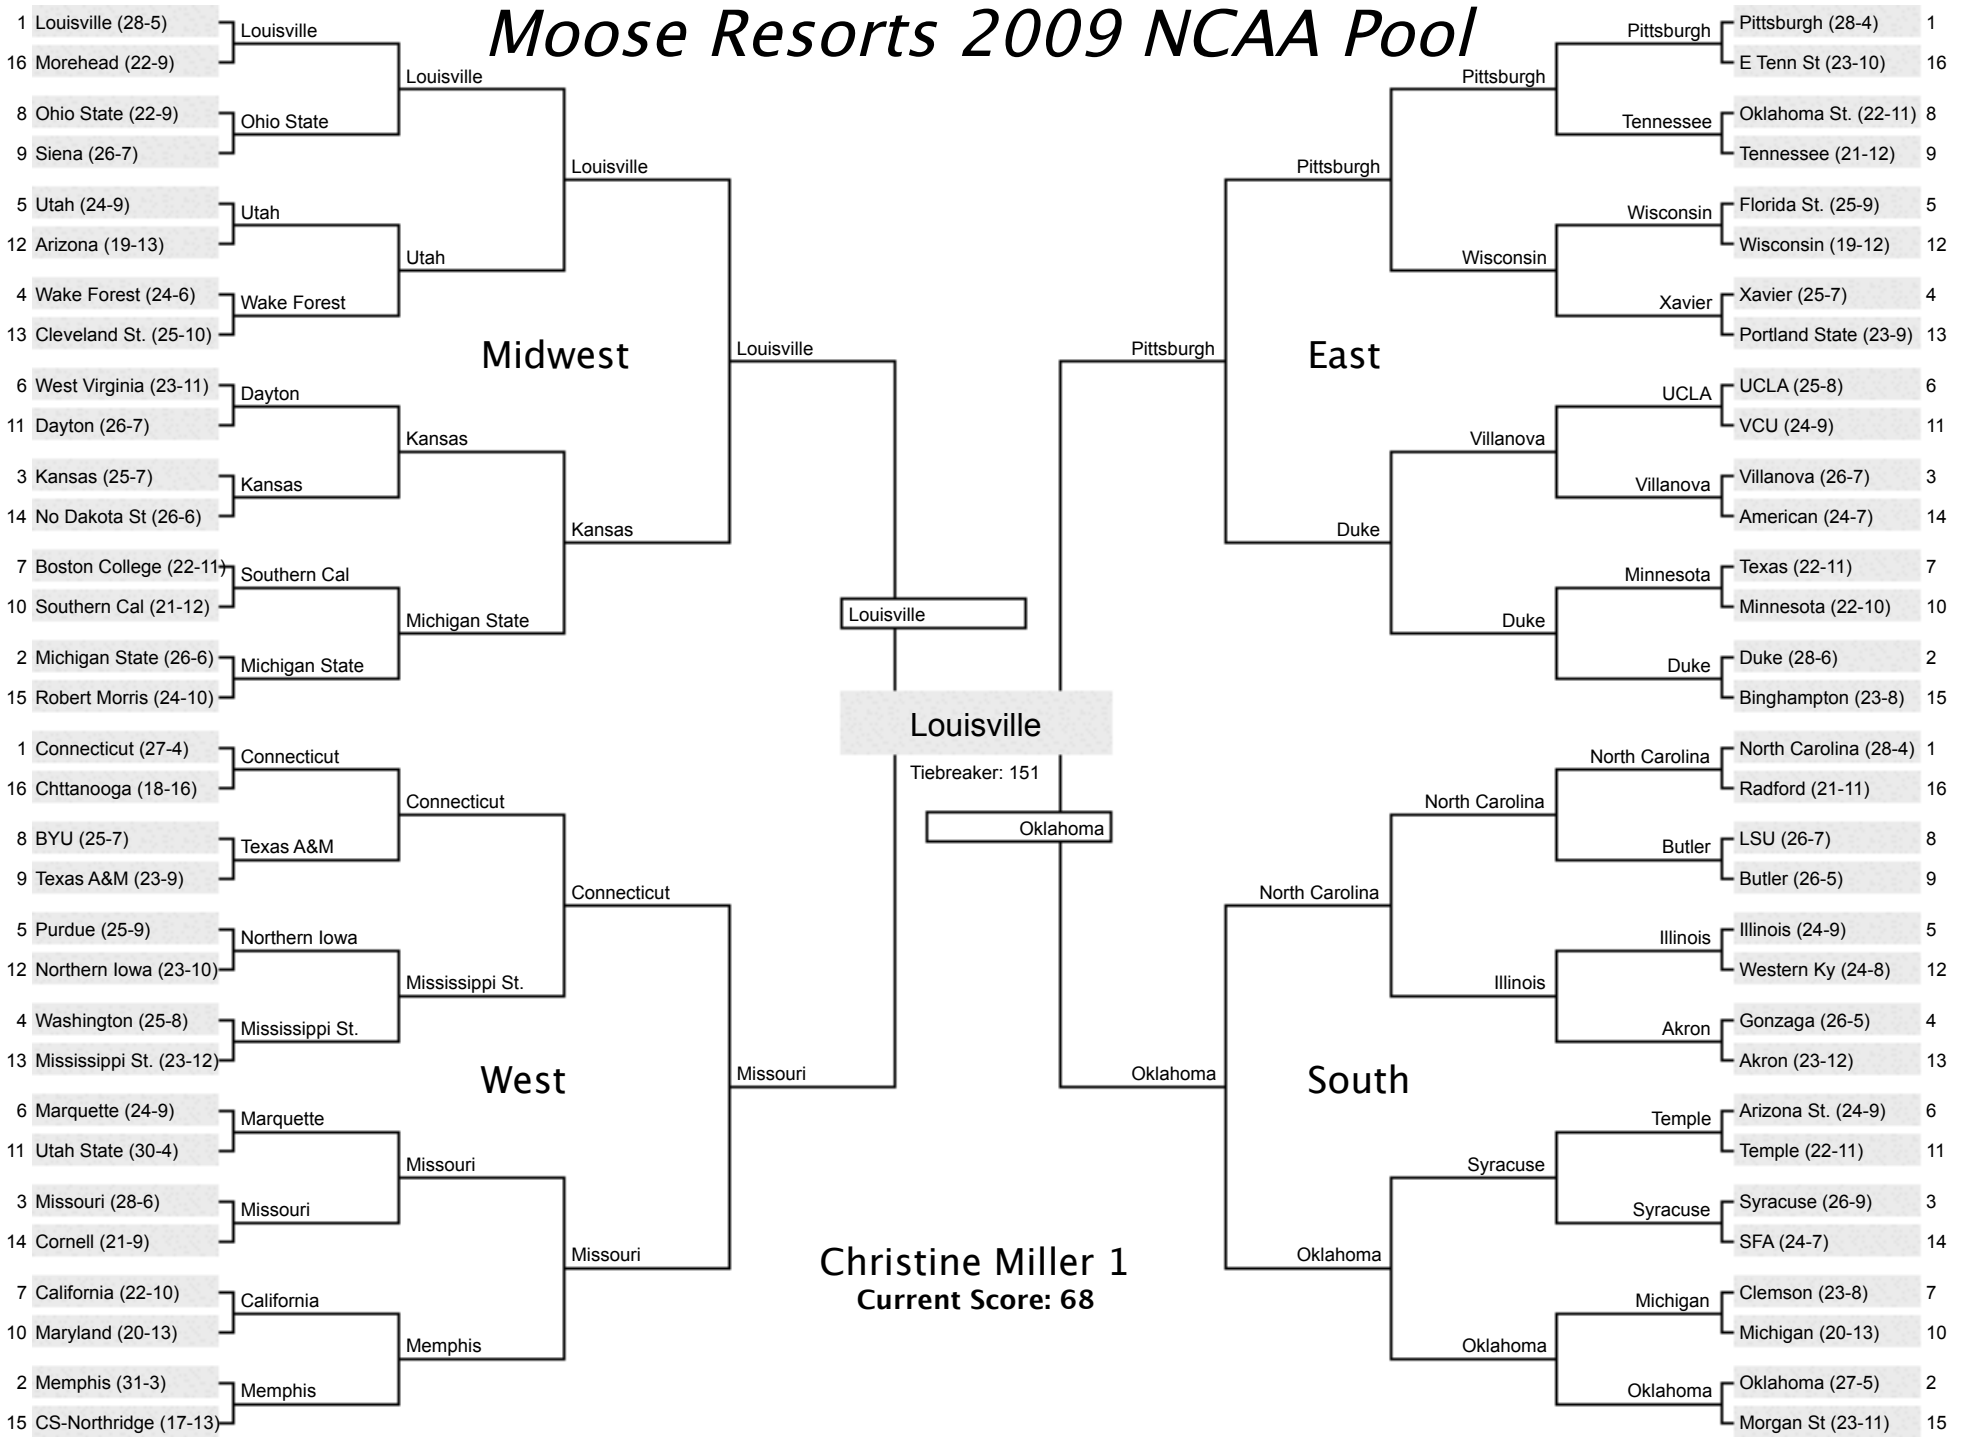 Moose Resorts 2009 NCAA Pool
1 Louisville (28-5)
16 Morehead (22-9)
8 Ohio State (22-9)
9 Siena (26-7)
5 Utah (24-9)
12 Arizona (19-13)
4 Wake Forest (24-6)
13 Cleveland St. (25-10)
6 West Virginia (23-11)
11 Dayton (26-7)
3 Kansas (25-7)
14 No Dakota St (26-6)
7 Boston College (22-11)
10 Southern Cal (21-12)
2 Michigan State (26-6)
15 Robert Morris (24-10)
Louisville
Ohio State
Utah
Wake Forest
Dayton
Kansas
Southern Cal
Michigan State
Louisville
Utah
Kansas
Michigan State
Louisville
Kansas
Louisville
Midwest
1 Connecticut (27-4)
16 Chttanooga (18-16)
8 BYU (25-7)
9 Texas A&M (23-9)
5 Purdue (25-9)
12 Northern Iowa (23-10)
4 Washington (25-8)
13 Mississippi St. (23-12)
6 Marquette (24-9)
11 Utah State (30-4)
3 Missouri (28-6)
14 Cornell (21-9)
7 California (22-10)
10 Maryland (20-13)
2 Memphis (31-3)
15 CS-Northridge (17-13)
Connecticut
Texas A&M
Northern Iowa
Mississippi St.
Marquette
Missouri
California
Memphis
Connecticut
Mississippi St.
Missouri
Memphis
Connecticut
Missouri
Missouri
West
Louisville
Louisville
Tiebreaker: 151
Oklahoma
Christine Miller 1
Current Score: 68
Pittsburgh (28-4) 1
E Tenn St (23-10) 16
Oklahoma St. (22-11) 8
Tennessee (21-12) 9
Florida St. (25-9) 5
Wisconsin (19-12) 12
Xavier (25-7) 4
Portland State (23-9) 13
UCLA (25-8) 6
VCU (24-9) 11
Villanova (26-7) 3
American (24-7) 14
Texas (22-11) 7
Minnesota (22-10) 10
Duke (28-6) 2
Binghampton (23-8) 15
Pittsburgh
Tennessee
Wisconsin
Xavier
UCLA
Villanova
Minnesota
Duke
Pittsburgh
Wisconsin
Villanova
Duke
Pittsburgh
Duke
Pittsburgh
East
North Carolina (28-4) 1
Radford (21-11) 16
LSU (26-7) 8
Butler (26-5) 9
Illinois (24-9) 5
Western Ky (24-8) 12
Gonzaga (26-5) 4
Akron (23-12) 13
Arizona St. (24-9) 6
Temple (22-11) 11
Syracuse (26-9) 3
SFA (24-7) 14
Clemson (23-8) 7
Michigan (20-13) 10
Oklahoma (27-5) 2
Morgan St (23-11) 15
North Carolina
Butler
Illinois
Akron
Temple
Syracuse
Michigan
Oklahoma
North Carolina
Illinois
Syracuse
Oklahoma
North Carolina
Oklahoma
Oklahoma
South